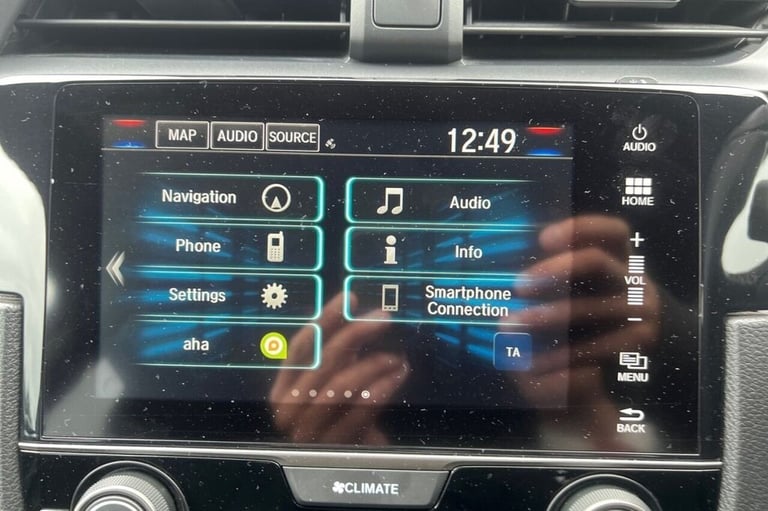 MAP AUDIO SOURCE 12:49
Navigation
Audio
Phone
Info
Settings
Smartphone
Connection
aha
TA
AUDIO
HOME
+
VOL
−
MENU
BACK
CLIMATE